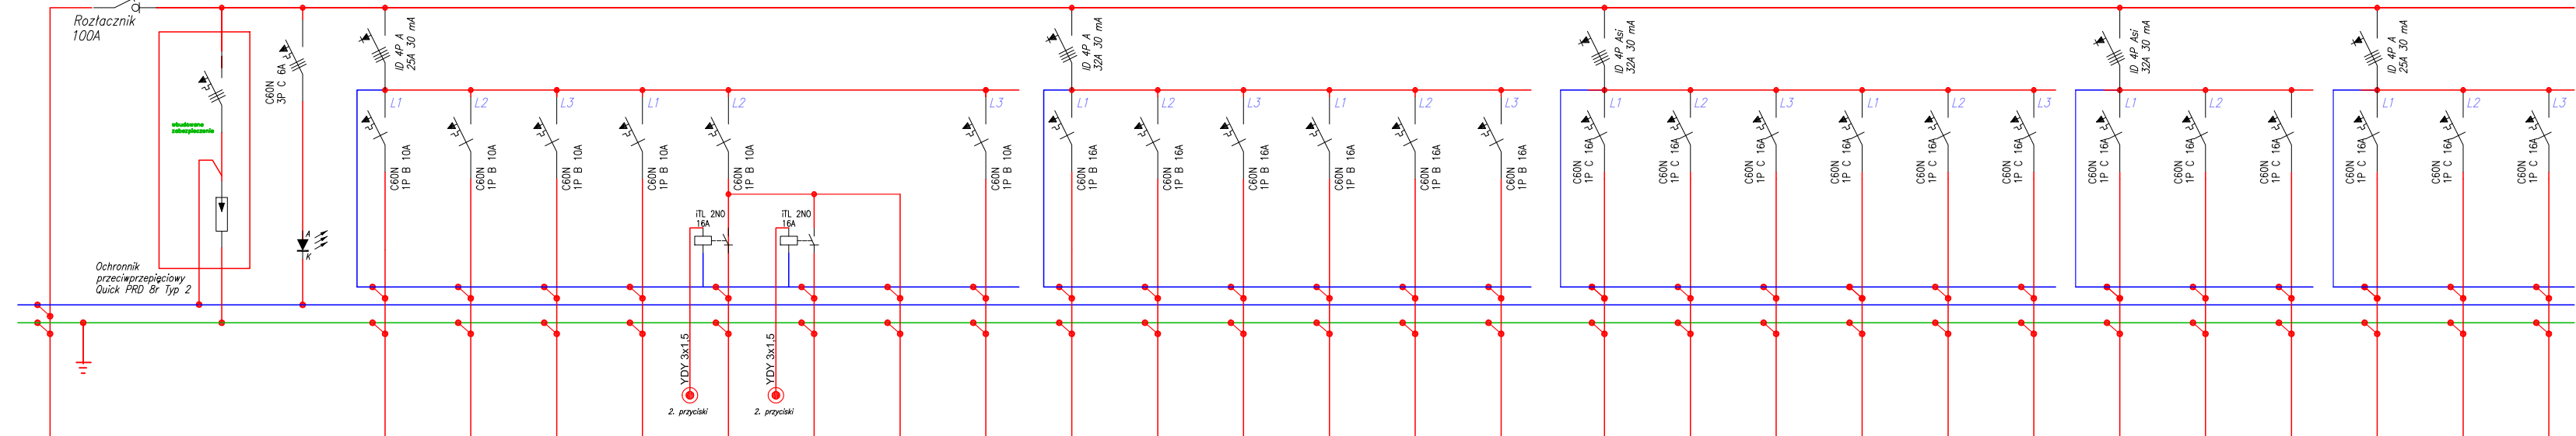 Rozłacznik
100A
wbudowane
zabezpieczenie
Ochronnik
przeciwprzepięciowy
Quick PRD 8r Typ 2
C60N
3P C 6A
A
K
ID 4P A
25A 30 mA
L1
L2
L3
L1
L2
L3
C60N
1P B 10A
C60N
1P B 10A
C60N
1P B 10A
C60N
1P B 10A
C60N
1P B 10A
C60N
1P B 10A
iTL 2NO
16A
iTL 2NO
16A
YDY 3x1.5
YDY 3x1.5
2. przyciski
2. przyciski
ID 4P A
32A 30 mA
L1
L2
L3
L1
L2
L3
C60N
1P B 16A
C60N
1P B 16A
C60N
1P B 16A
C60N
1P B 16A
C60N
1P B 16A
C60N
1P B 16A
ID 4P Asi
32A 30 mA
L1
L2
L3
L1
L2
L3
C60N
1P C 16A
C60N
1P C 16A
C60N
1P C 16A
C60N
1P C 16A
C60N
1P C 16A
C60N
1P C 16A
ID 4P Asi
32A 30 mA
L1
L2
C60N
1P C 16A
C60N
1P C 16A
C60N
1P C 16A
ID 4P A
25A 30 mA
L1
L2
L3
C60N
1P C 16A
C60N
1P C 16A
C60N
1P C 16A